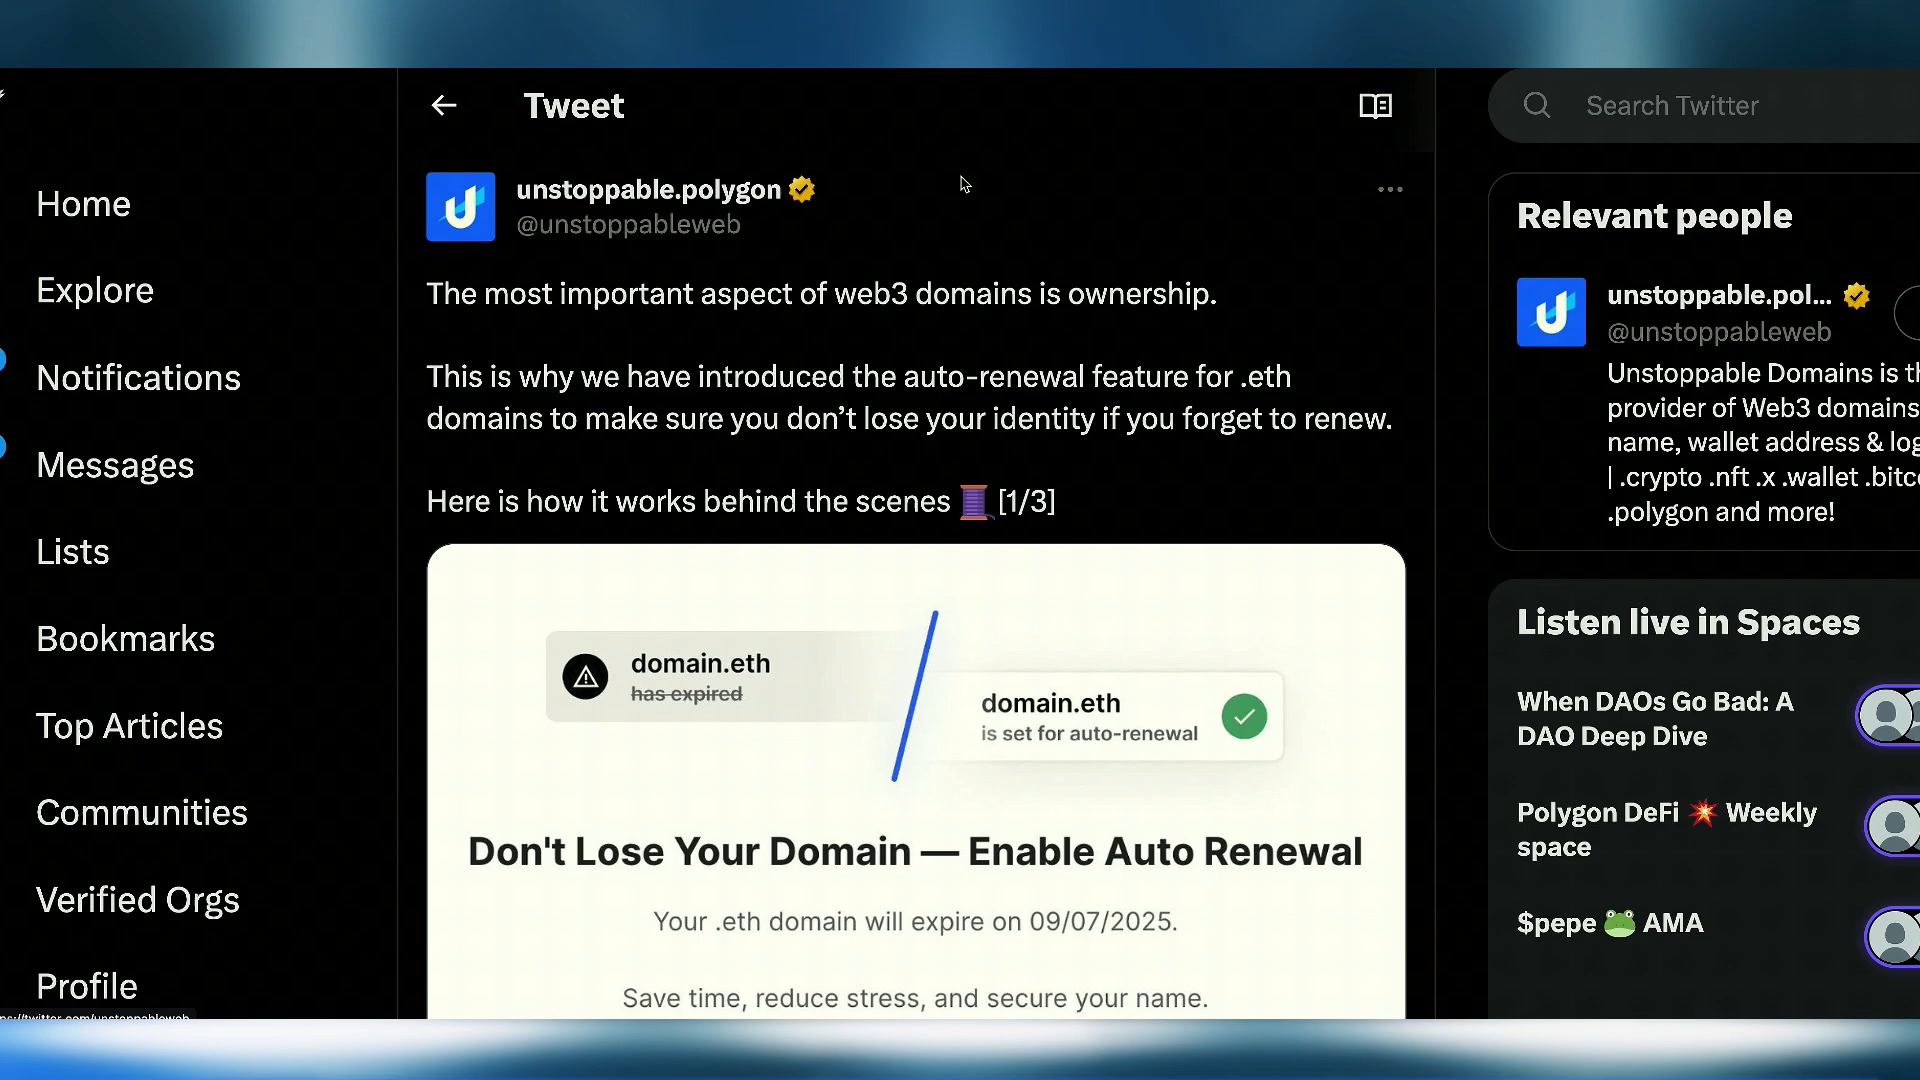 Tweet
Search Twitter
Home
Explore
Notifications
Messages
Lists
Bookmarks
Top Articles
Communities
Verified Orgs
Profile
unstoppable.polygon
@unstoppableweb
The most important aspect of web3 domains is ownership.
This is why we have introduced the auto-renewal feature for .eth
domains to make sure you don’t lose your identity if you forget to renew.
Here is how it works behind the scenes 🧵 [1/3]
domain.eth
has expired
domain.eth
is set for auto-renewal
Don't Lose Your Domain — Enable Auto Renewal
Your .eth domain will expire on 09/07/2025.
Save time, reduce stress, and secure your name.
Relevant people
unstoppable.pol...
@unstoppableweb
Unstoppable Domains is th
provider of Web3 domains
name, wallet address & log
| .crypto .nft .x .wallet .bitco
.polygon and more!
Listen live in Spaces
When DAOs Go Bad: A
DAO Deep Dive
Polygon DeFi 💥 Weekly
space
$pepe 🐸 AMA